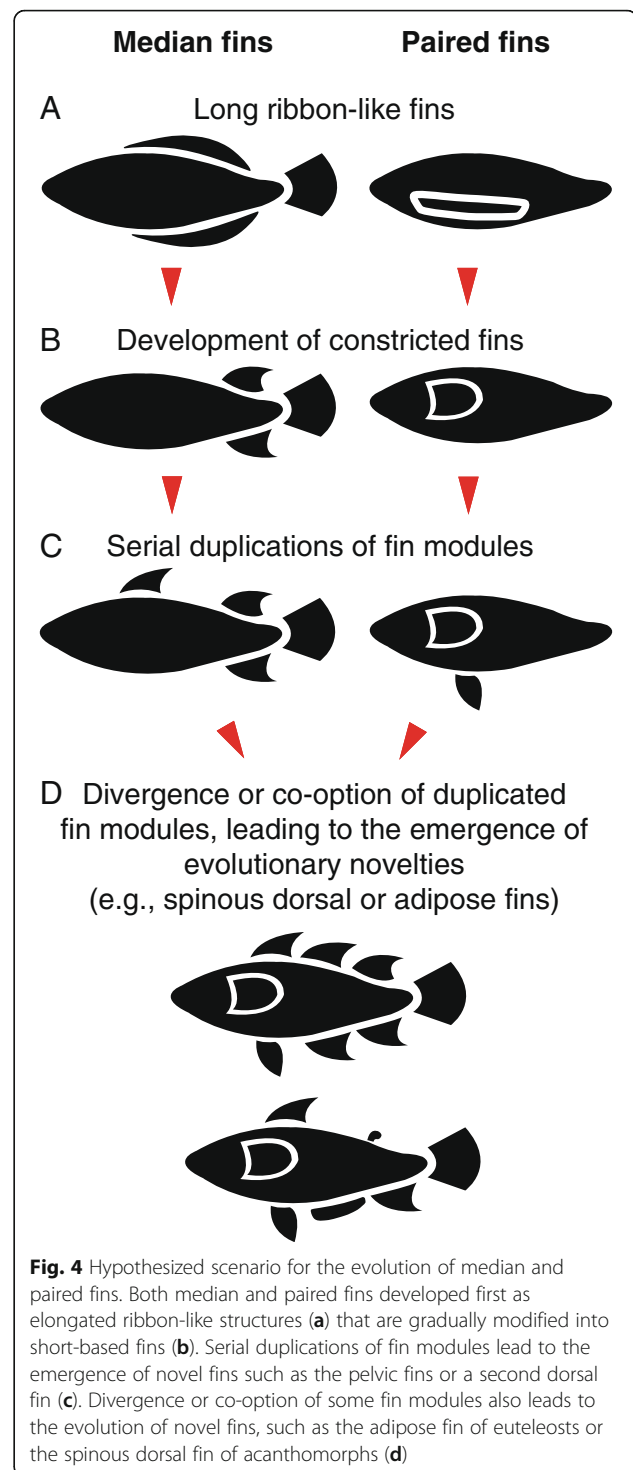 Median fins Paired fins
A Long ribbon-like fins
B Development of constricted fins
C Serial duplications of fin modules
D Divergence or co-option of duplicated
fin modules, leading to the emergence of
evolutionary novelties
(e.g., spinous dorsal or adipose fins)
Fig. 4 Hypothesized scenario for the evolution of median and
paired fins. Both median and paired fins developed first as
elongated ribbon-like structures (a) that are gradually modified into
short-based fins (b). Serial duplications of fin modules lead to the
emergence of novel fins such as the pelvic fins or a second dorsal
fin (c). Divergence or co-option of some fin modules also leads to
the evolution of novel fins, such as the adipose fin of euteleosts or
the spinous dorsal fin of acanthomorphs (d)